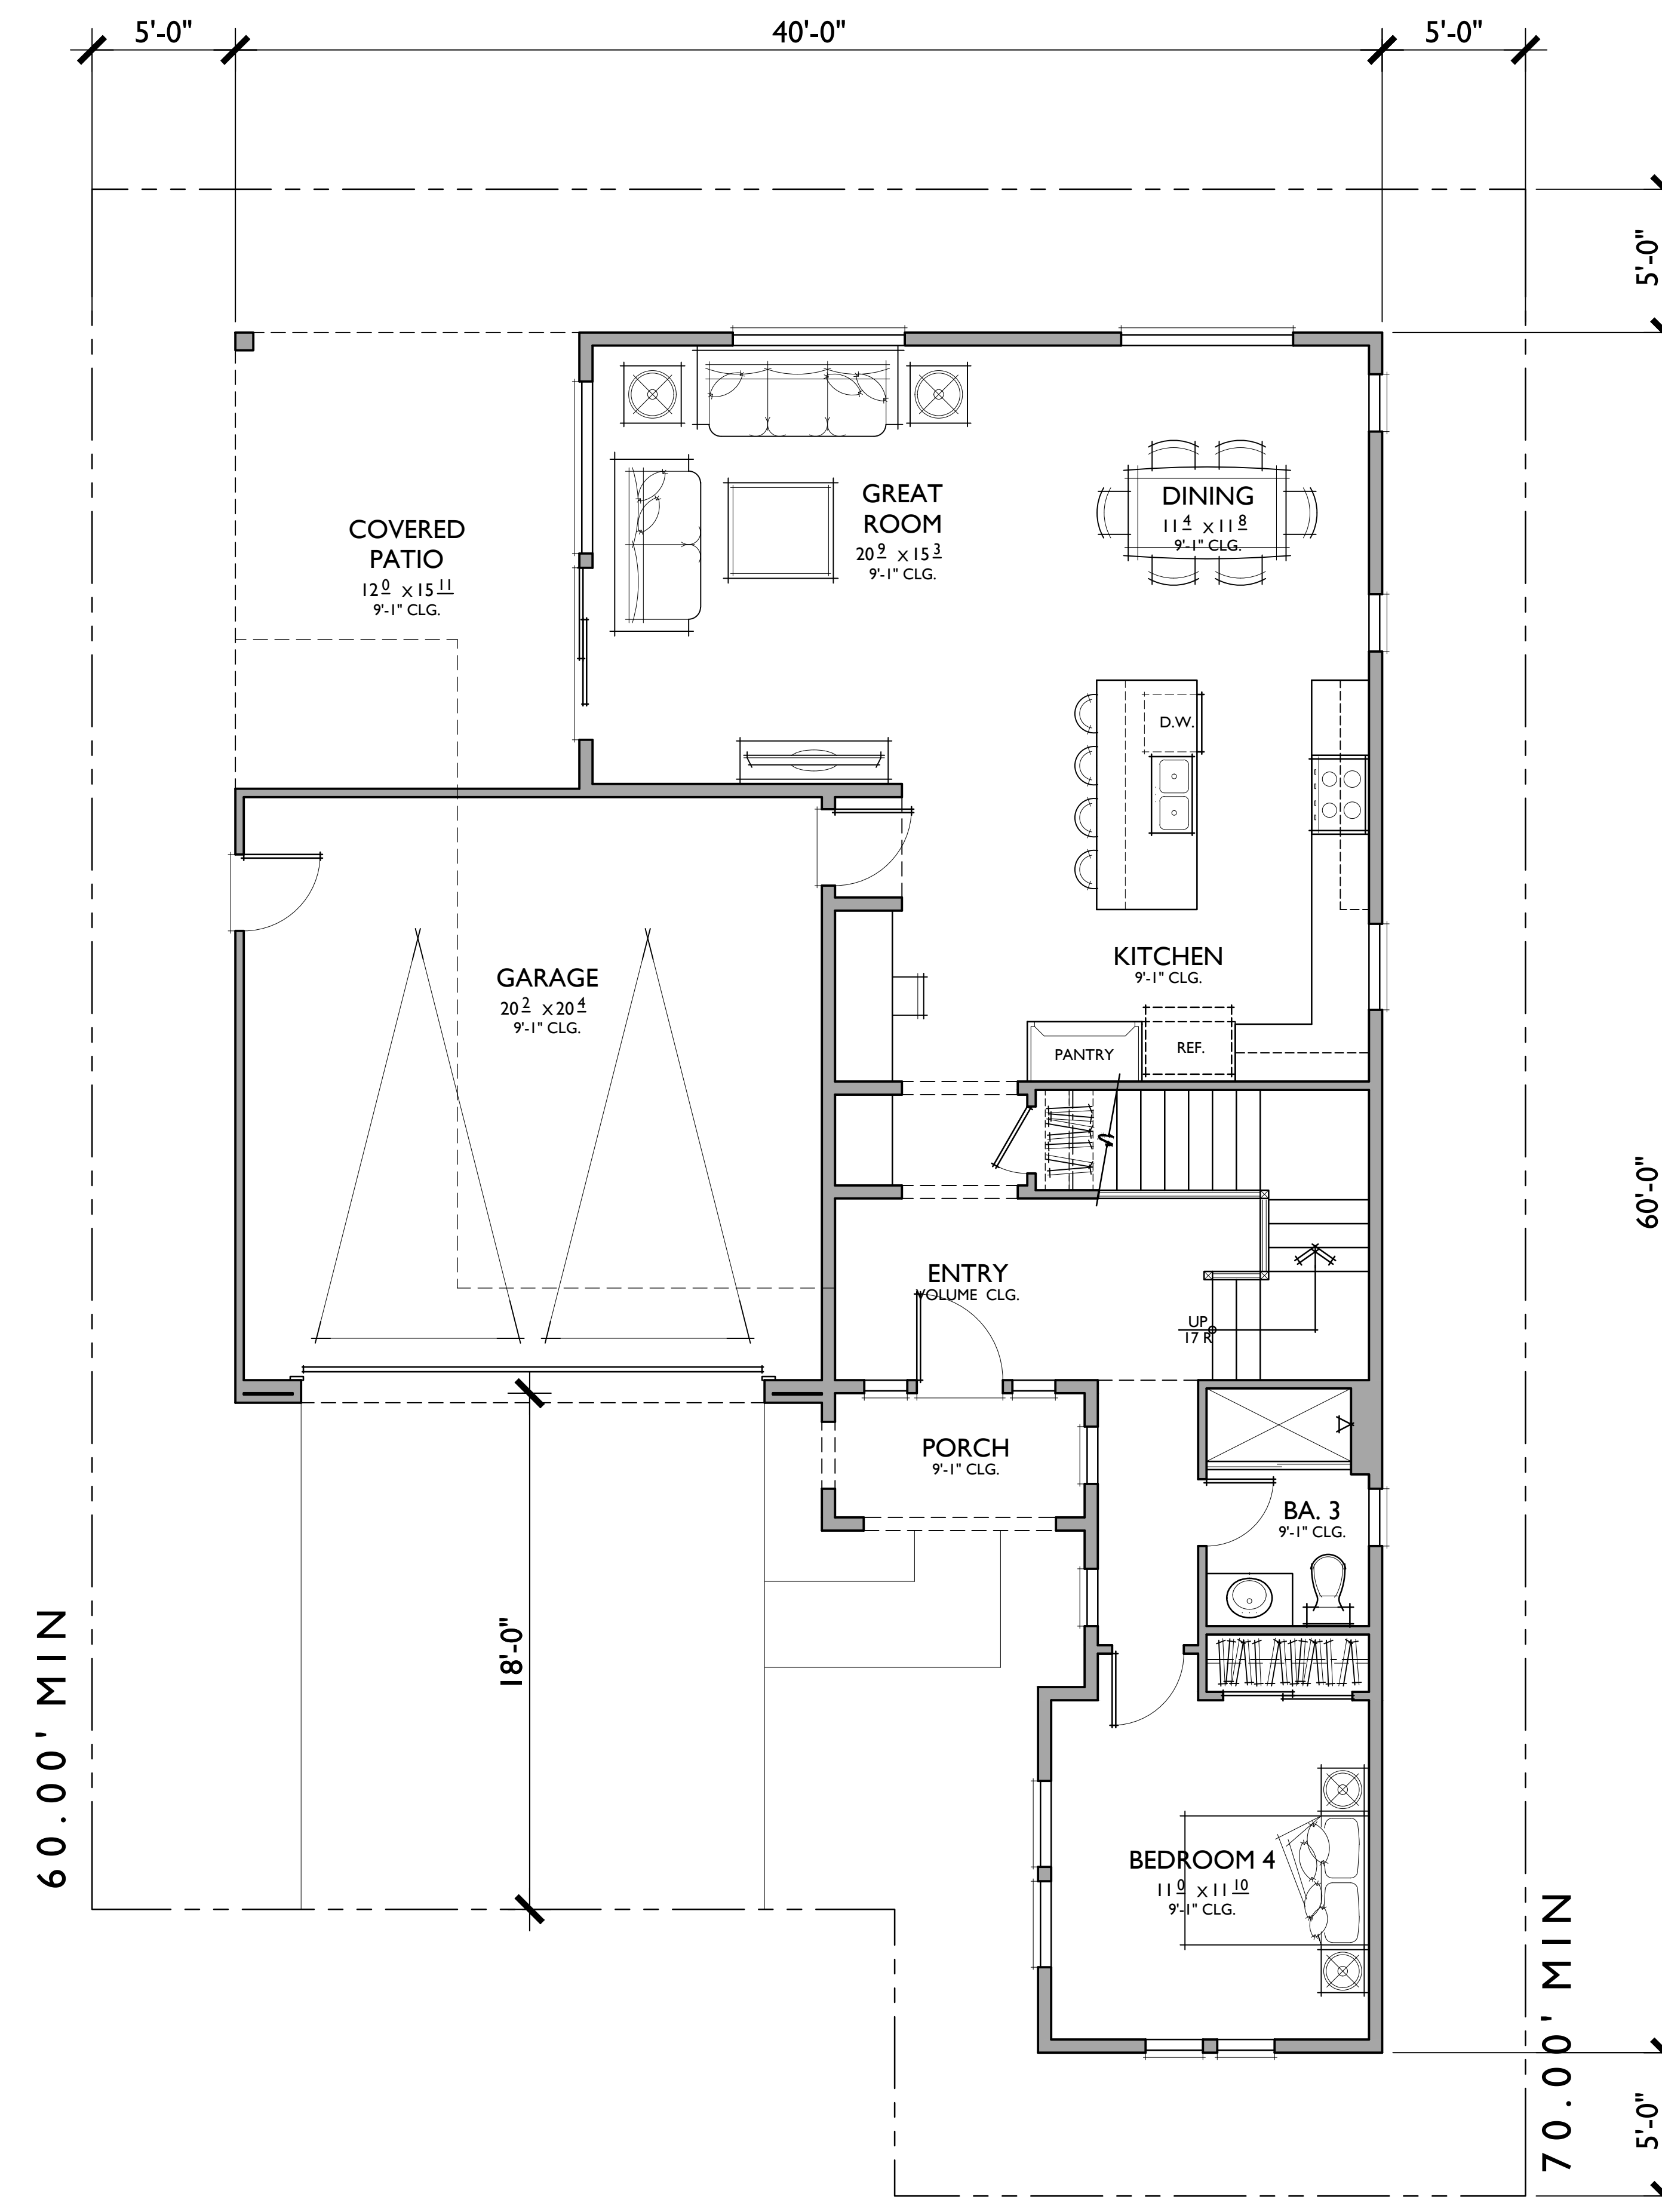 5'-0"
40'-0"
5'-0"
5'-0"
GREAT
ROOM
20 9 x 15 3
9'-1" CLG.
DINING
11 4 x 11 8
9'-1" CLG.
COVERED
PATIO
12 0 x 15 11
9'-1" CLG.
D.W.
KITCHEN
9'-1" CLG.
GARAGE
20 2 x 20 4
9'-1" CLG.
PANTRY
REF.
60'-0"
ENTRY
VOLUME CLG.
UP
17 R
PORCH
9'-1" CLG.
BA. 3
9'-1" CLG.
18'-0"
60.00' MIN
BEDROOM 4
11 0 x 11 10
9'-1" CLG.
70.00' MIN
5'-0"